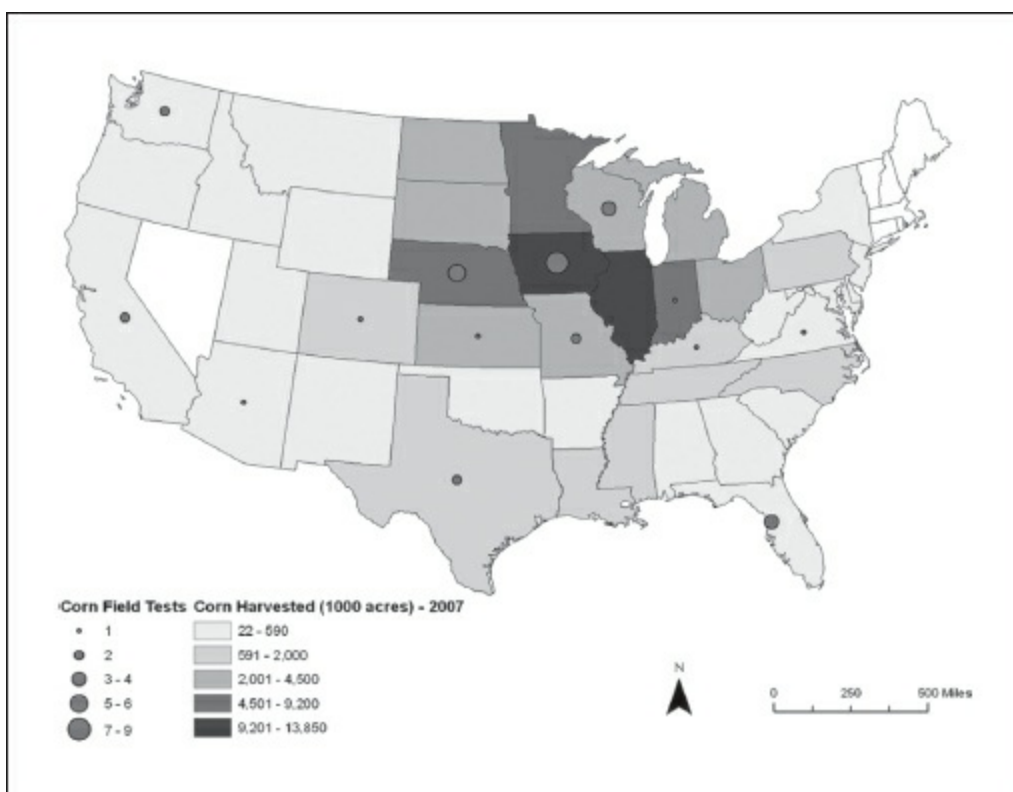 Corn Field Tests Corn Harvested (1000 acres) - 2007
1 22 - 590
2 591 - 2,000
3 - 4 2,001 - 4,500
5 - 6 4,501 - 9,200
7 - 9 9,201 - 13,850
N
0 250 500 Miles